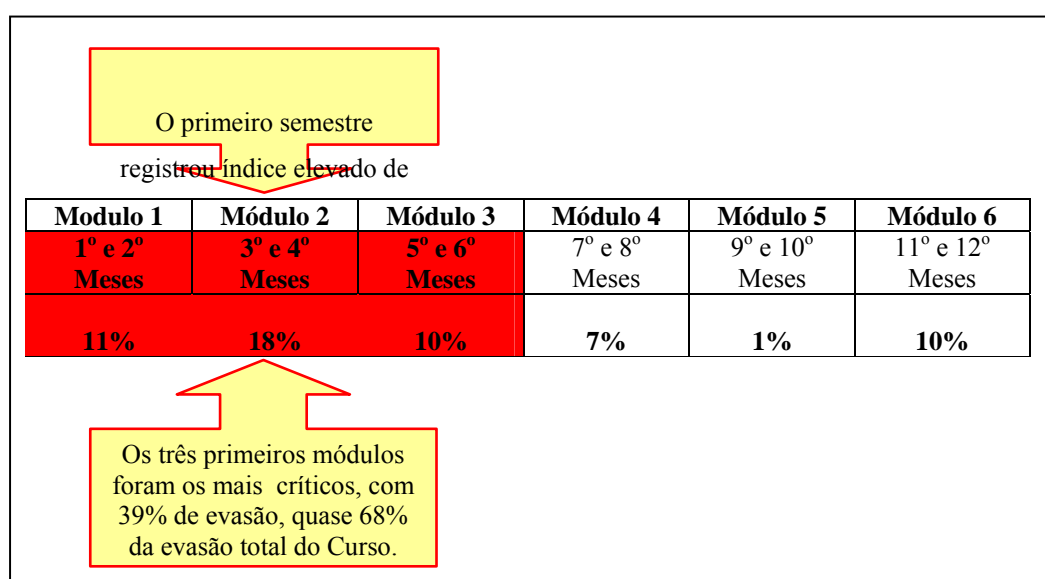 O primeiro semestre
registrou índice elevado de
Modulo 1 Módulo 2 Módulo 3 Módulo 4 Módulo 5 Módulo 6
1º e 2º 3º e 4º 5º e 6º 7º e 8º 9º e 10º 11º e 12º
Meses Meses Meses Meses Meses Meses
11% 18% 10% 7% 1% 10%
Os três primeiros módulos
foram os mais críticos, com
39% de evasão, quase 68%
da evasão total do Curso.